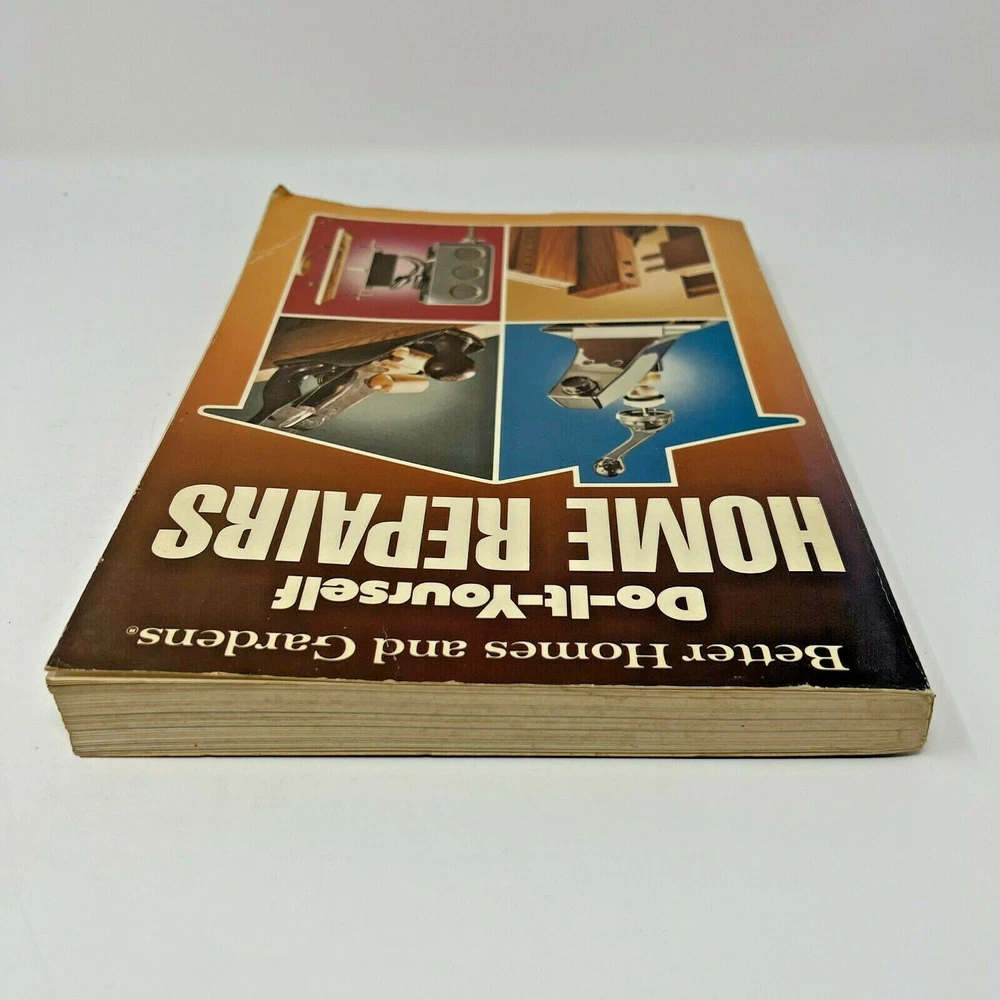 Better Homes and Gardens®
Do-It-Yourself
HOME REPAIRS